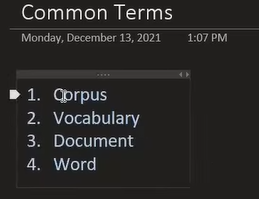 Common Terms
Monday, December 13, 2021 1:07 PM
1. Corpus
2. Vocabulary
3. Document
4. Word